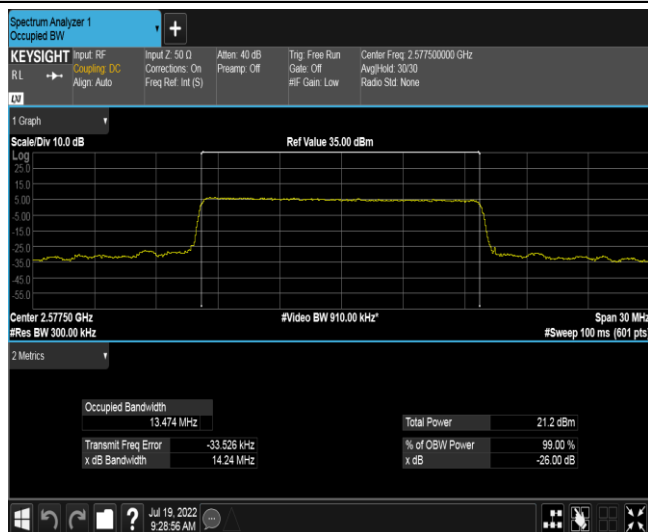 Spectrum Analyzer 1
Occupied BW
+
KEYSIGHT Input: RF Input Z: 50 Ω Atten: 40 dB Trig: Free Run Center Freq: 2.577500000 GHz
RL Coupling: DC Corrections: On Preamp: Off Gate: Off Avg|Hold: 30/30
Align: Auto Freq Ref: Int (S) #IF Gain: Low Radio Std: None
LXI
1 Graph
Scale/Div 10.0 dB Ref Value 35.00 dBm
Log
25.0
15.0
5.00
-5.00
-15.0
-25.0
-35.0
-45.0
-55.0
Center 2.57750 GHz #Video BW 910.00 kHz* Span 30 MHz
#Res BW 300.00 kHz #Sweep 100 ms (601 pts)
2 Metrics
Occupied Bandwidth
13.474 MHz Total Power 21.2 dBm
Transmit Freq Error -33.526 kHz % of OBW Power 99.00 %
x dB Bandwidth 14.24 MHz x dB -26.00 dB
? Jul 19, 2022
9:28:56 AM